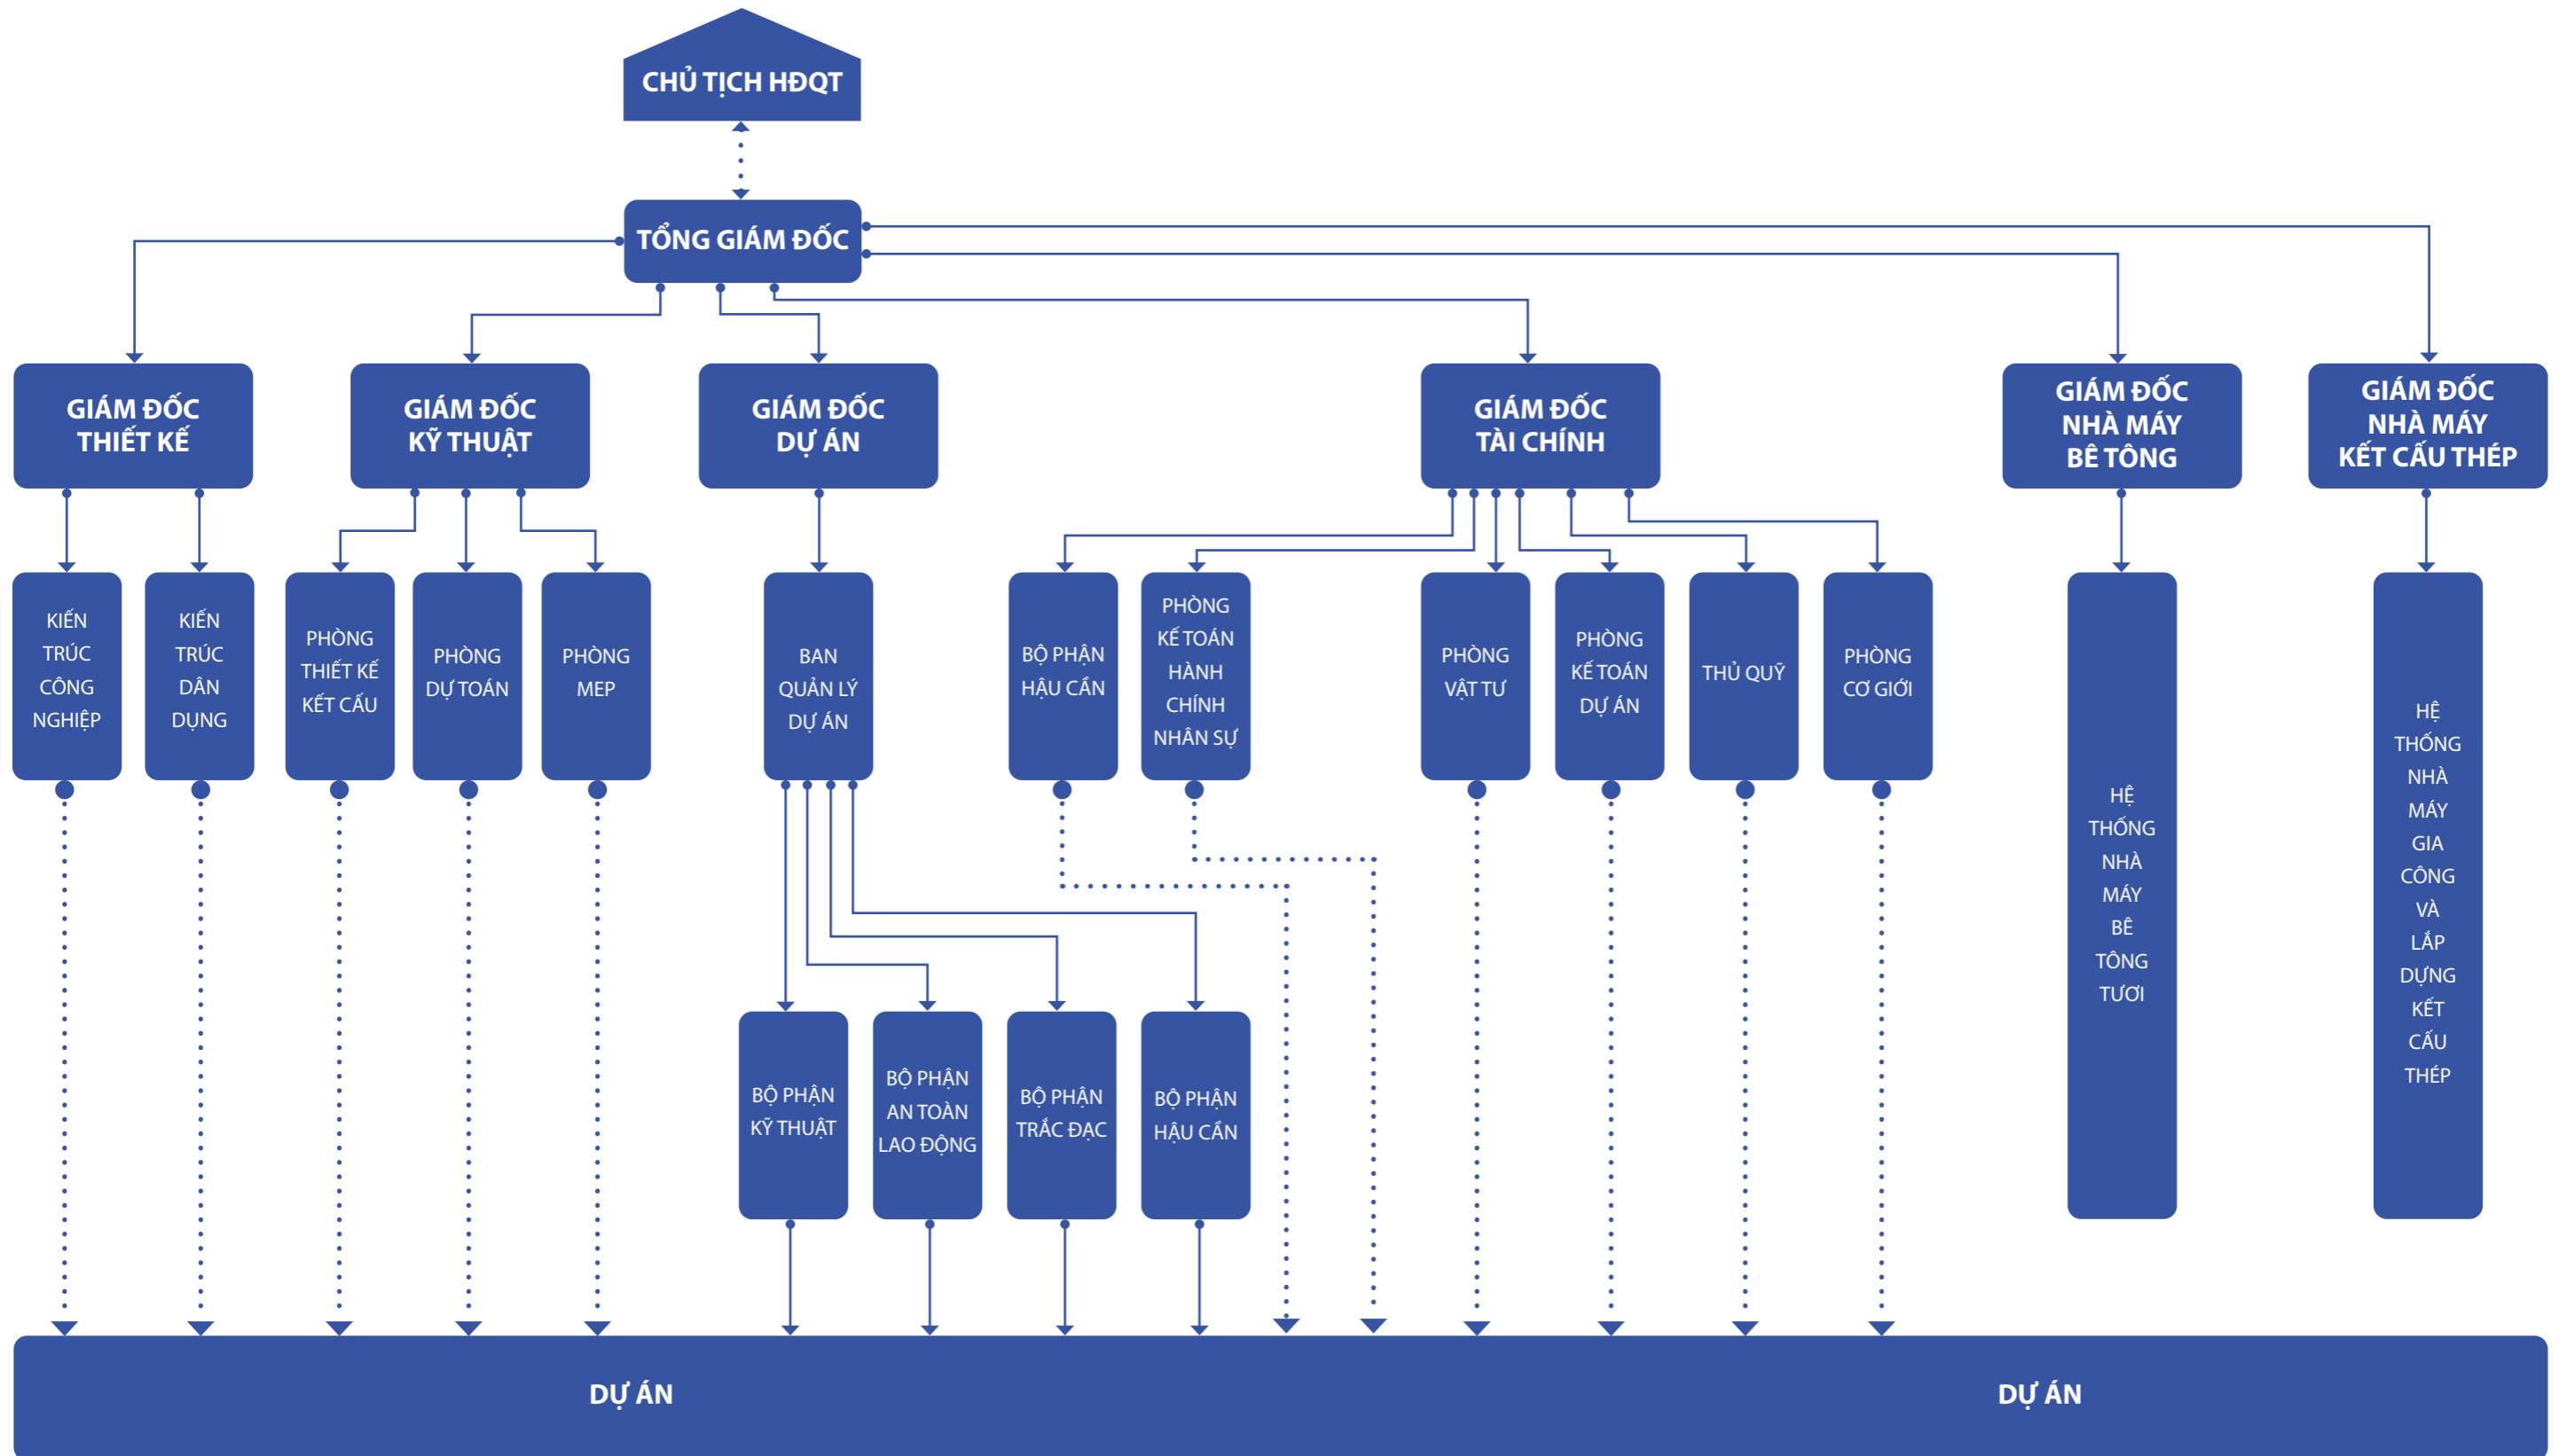 CHỦ TỊCH HĐQT
TỔNG GIÁM ĐỐC
GIÁM ĐỐC
THIẾT KẾ
GIÁM ĐỐC
KỸ THUẬT
GIÁM ĐỐC
DỰ ÁN
GIÁM ĐỐC
TÀI CHÍNH
GIÁM ĐỐC
NHÀ MÁY
BÊ TÔNG
GIÁM ĐỐC
NHÀ MÁY
KẾT CẤU THÉP
KIẾN
TRÚC
CÔNG
NGHIỆP
KIẾN
TRÚC
DÂN
DỤNG
PHÒNG
THIẾT KẾ
KẾT CẤU
PHÒNG
DỰ TOÁN
PHÒNG
MEP
BAN
QUẢN LÝ
DỰ ÁN
BỘ PHẬN
HẬU CẦN
PHÒNG
KẾ TOÁN
HÀNH
CHÍNH
NHÂN SỰ
PHÒNG
VẬT TƯ
PHÒNG
KẾ TOÁN
DỰ ÁN
THỦ QUỸ
PHÒNG
CƠ GIỚI
HỆ
THỐNG
NHÀ
MÁY
BÊ
TÔNG
TƯƠI
HỆ
THỐNG
NHÀ
MÁY
GIA
CÔNG
VÀ
LẮP
DỰNG
KẾT
CẤU
THÉP
BỘ PHẬN
KỸ THUẬT
BỘ PHẬN
AN TOÀN
LAO ĐỘNG
BỘ PHẬN
TRẮC ĐẠC
BỘ PHẬN
HẬU CẦN
DỰ ÁN
DỰ ÁN